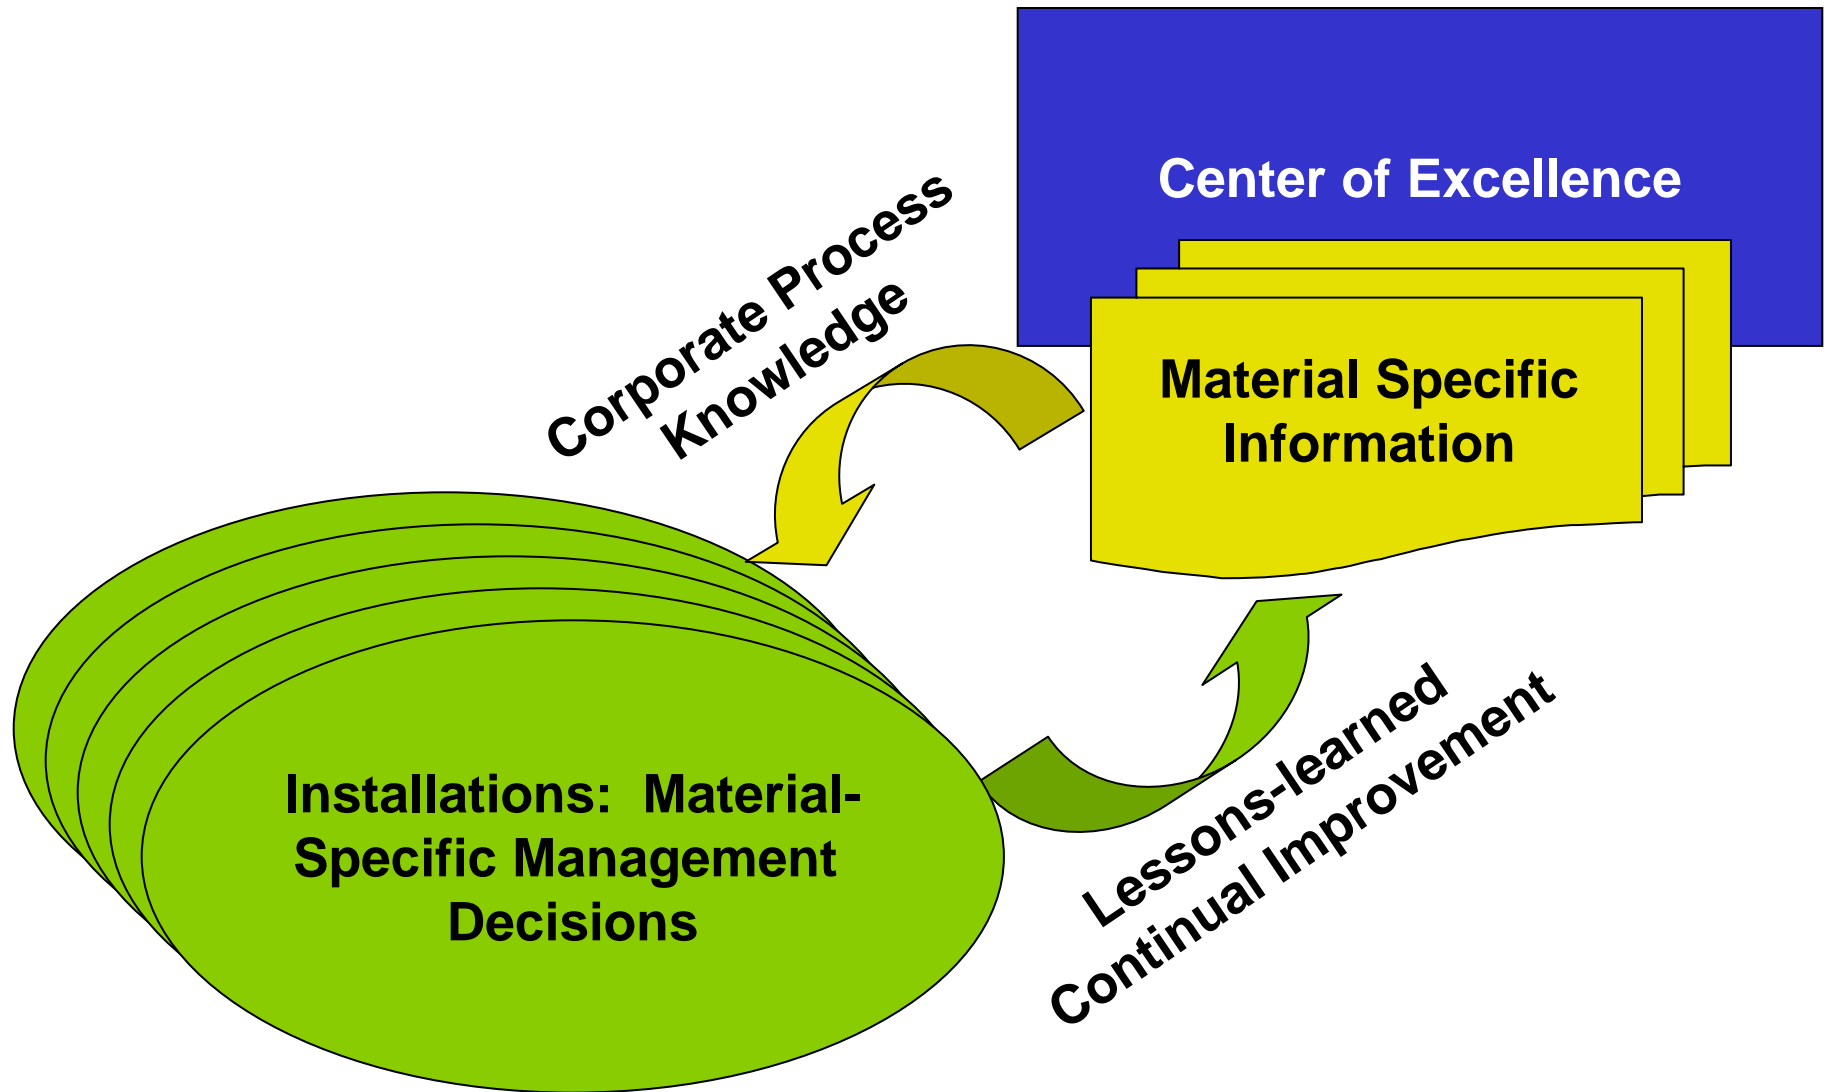 Center of Excellence
Corporate Process
Knowledge
Material Specific
Information
Installations:  Material-
Specific Management
Decisions
Lessons-learned
Continual Improvement